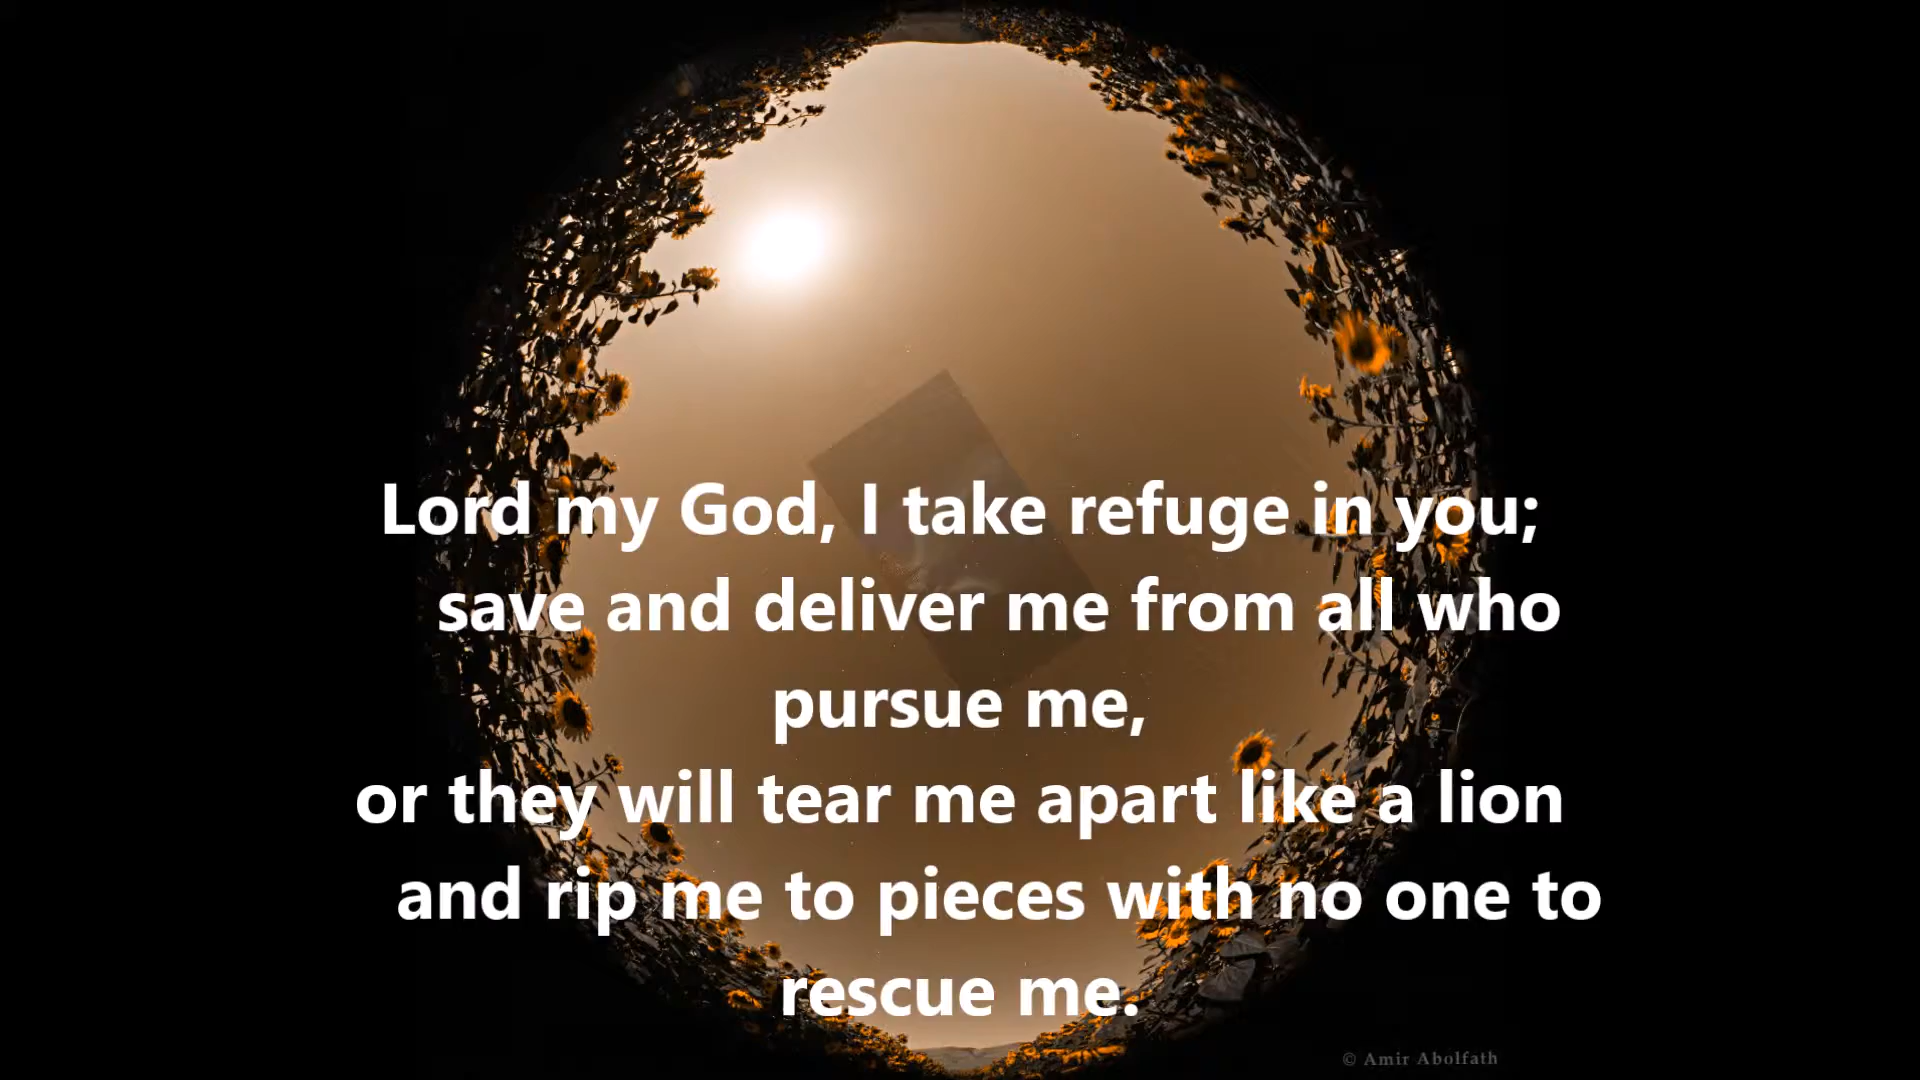 Lord my God, I take refuge in you;
save and deliver me from all who
pursue me,
or they will tear me apart like a lion
and rip me to pieces with no one to
rescue me.
© Amir Abolfath